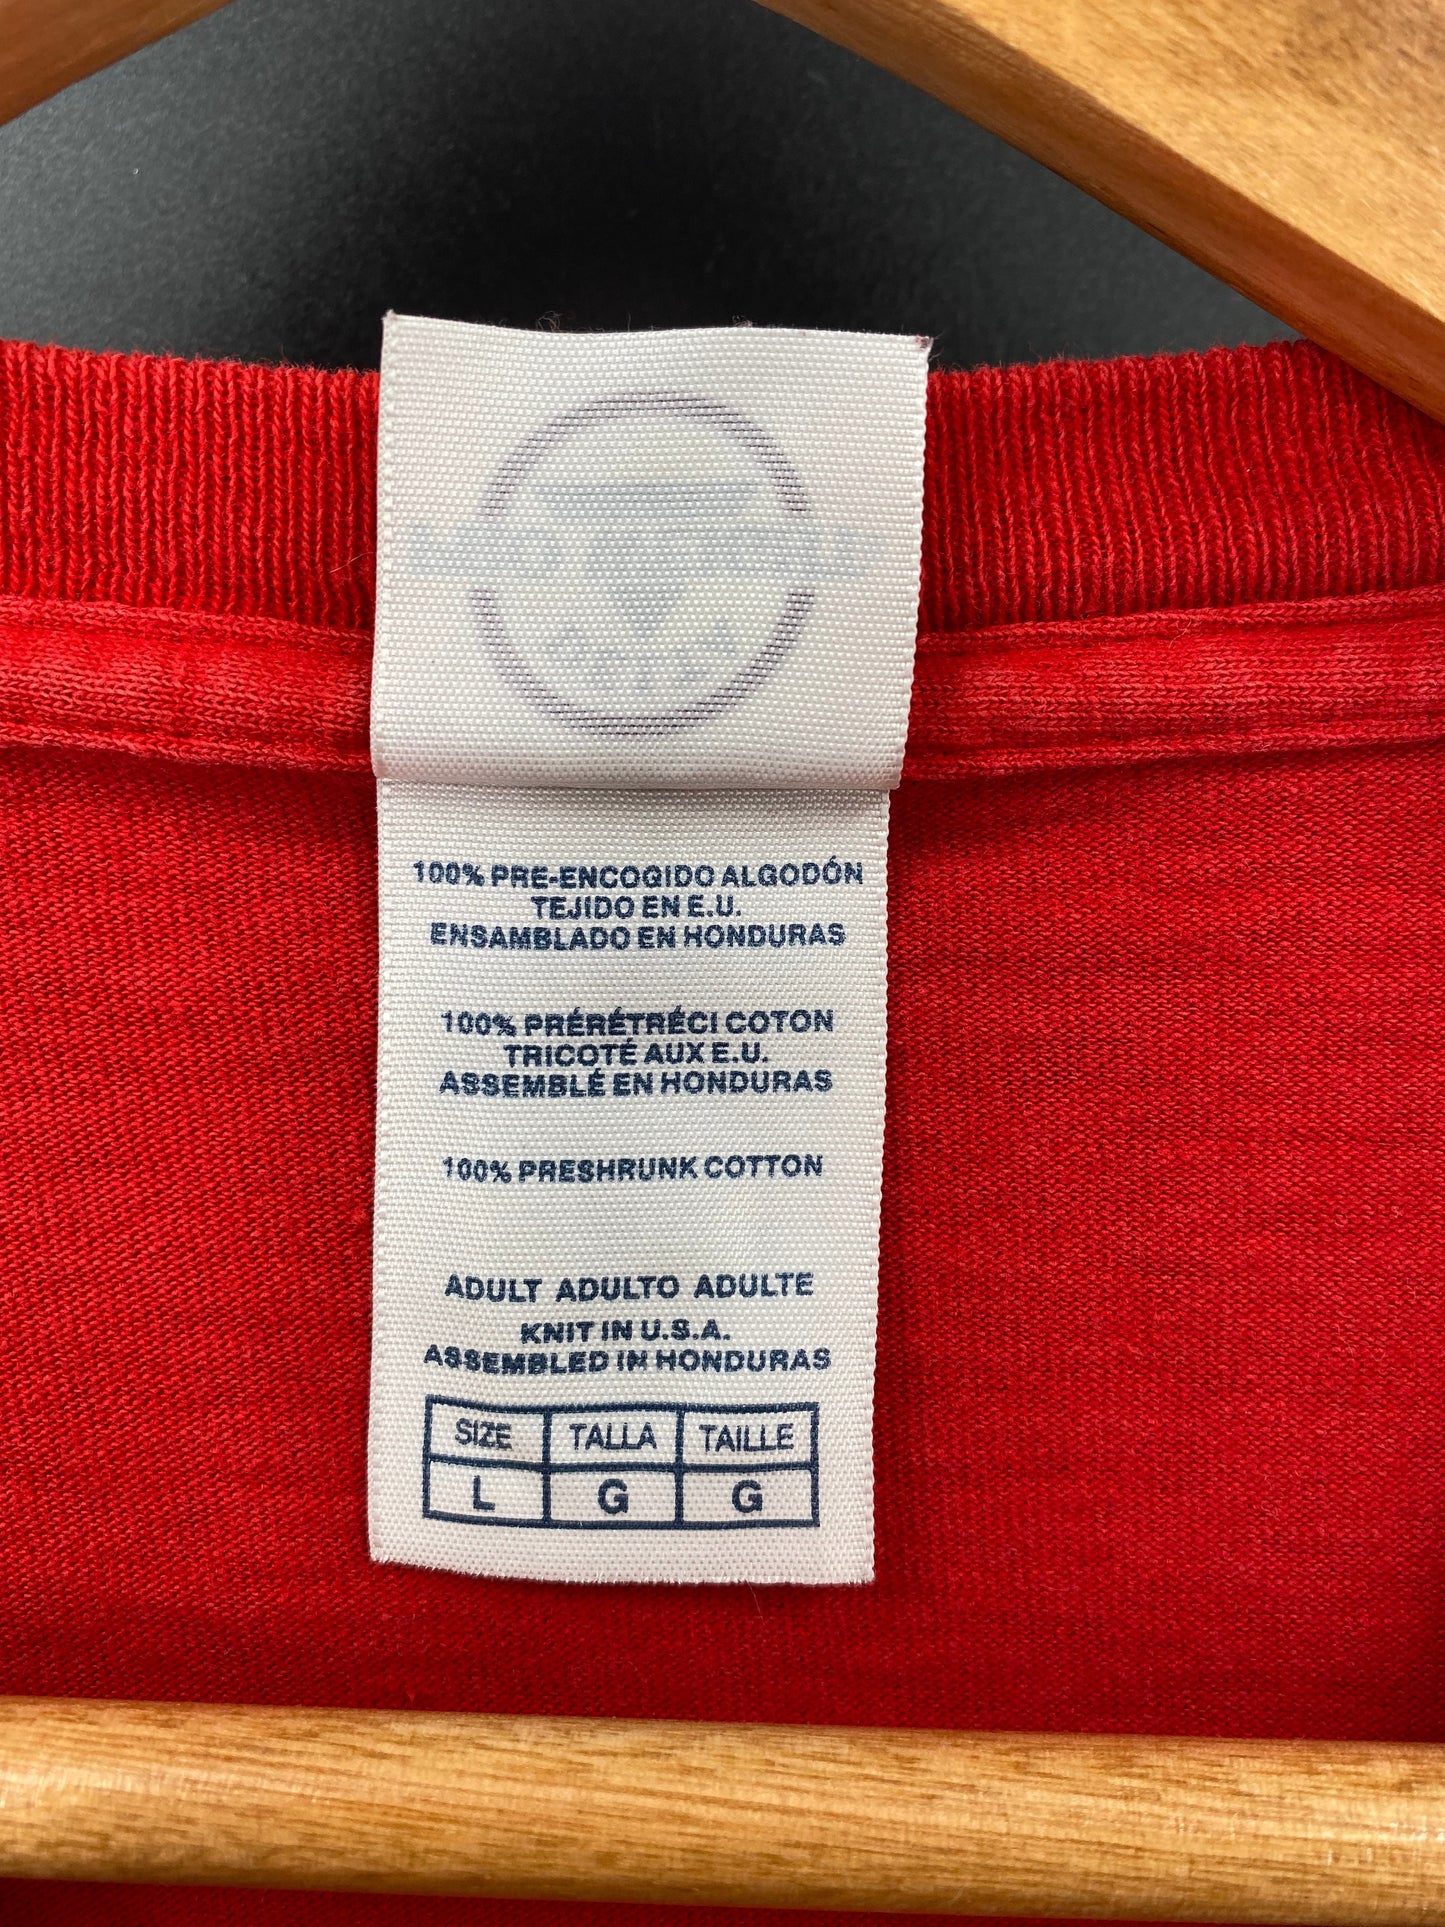 100% PRE-ENCOGIDO ALGODÓN
TEJIDO EN E.U.
ENSAMBLADO EN HONDURAS
100% PRÉRÉTRÉCI COTON
TRICOTÉ AUX E.U.
ASSEMBLÉ EN HONDURAS
100% PRESHRUNK COTTON
ADULT ADULTO ADULTE
KNIT IN U.S.A.
ASSEMBLED IN HONDURAS
SIZE TALLA TAILLE
L G G